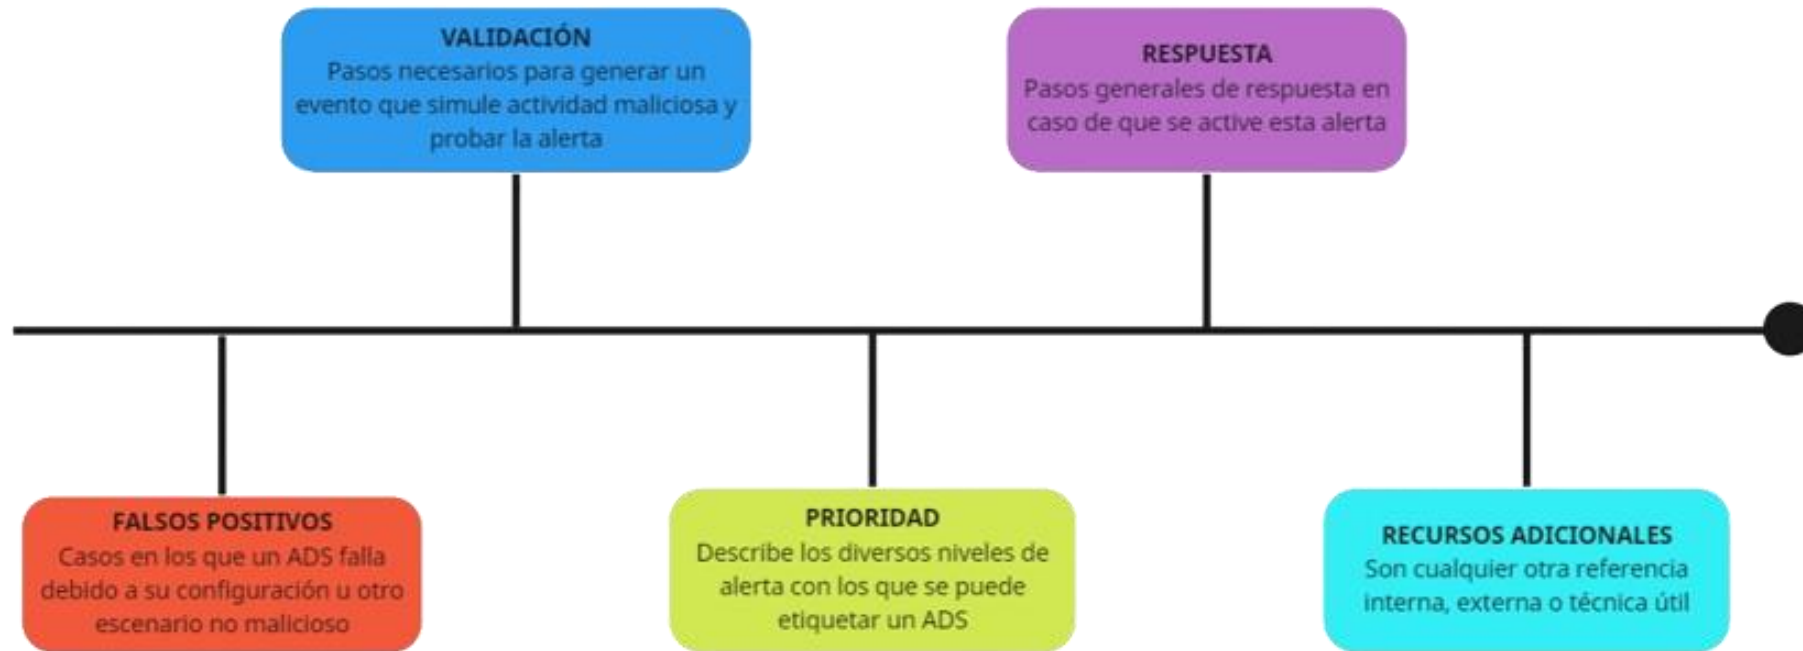 VALIDACIÓN
Pasos necesarios para generar un
evento que simule actividad maliciosa y
probar la alerta
RESPUESTA
Pasos generales de respuesta en
caso de que se active esta alerta
FALSOS POSITIVOS
Casos en los que un ADS falla
debido a su configuración u otro
escenario no malicioso
PRIORIDAD
Describe los diversos niveles de
alerta con los que se puede
etiquetar un ADS
RECURSOS ADICIONALES
Son cualquier otra referencia
interna, externa o técnica útil